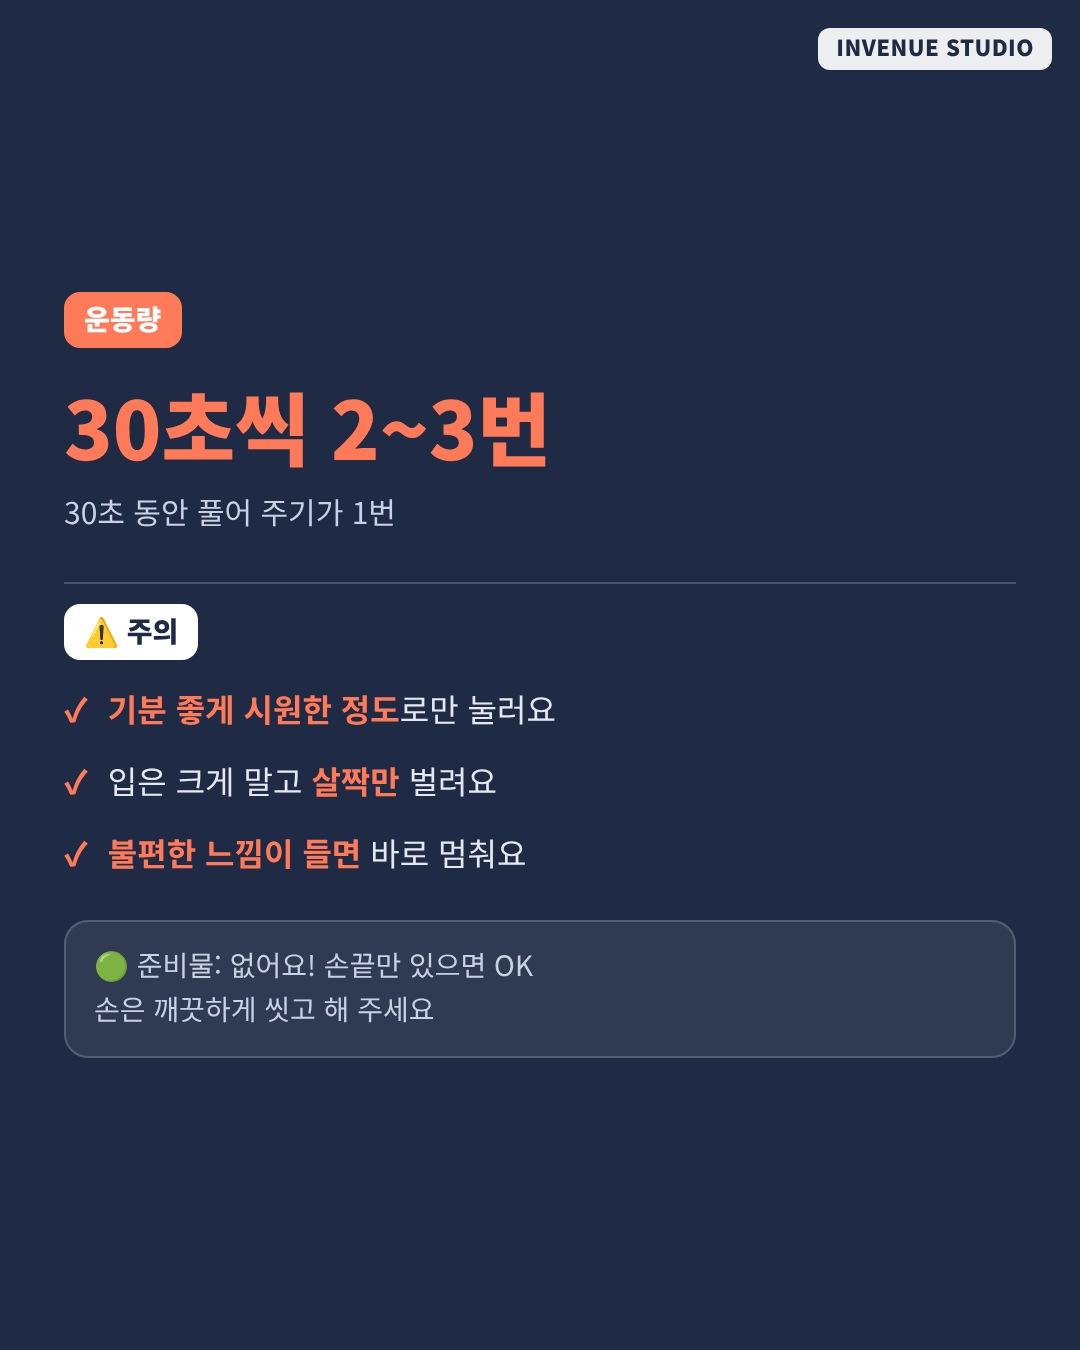 INVENUE STUDIO
운동량
30초씩 2~3번
30초 동안 풀어 주기가 1번
⚠️ 주의
✓ 기분 좋게 시원한 정도로만 눌러요
✓ 입은 크게 말고 살짝만 벌려요
✓ 불편한 느낌이 들면 바로 멈춰요
🟢 준비물: 없어요! 손끝만 있으면 OK
손은 깨끗하게 씻고 해 주세요